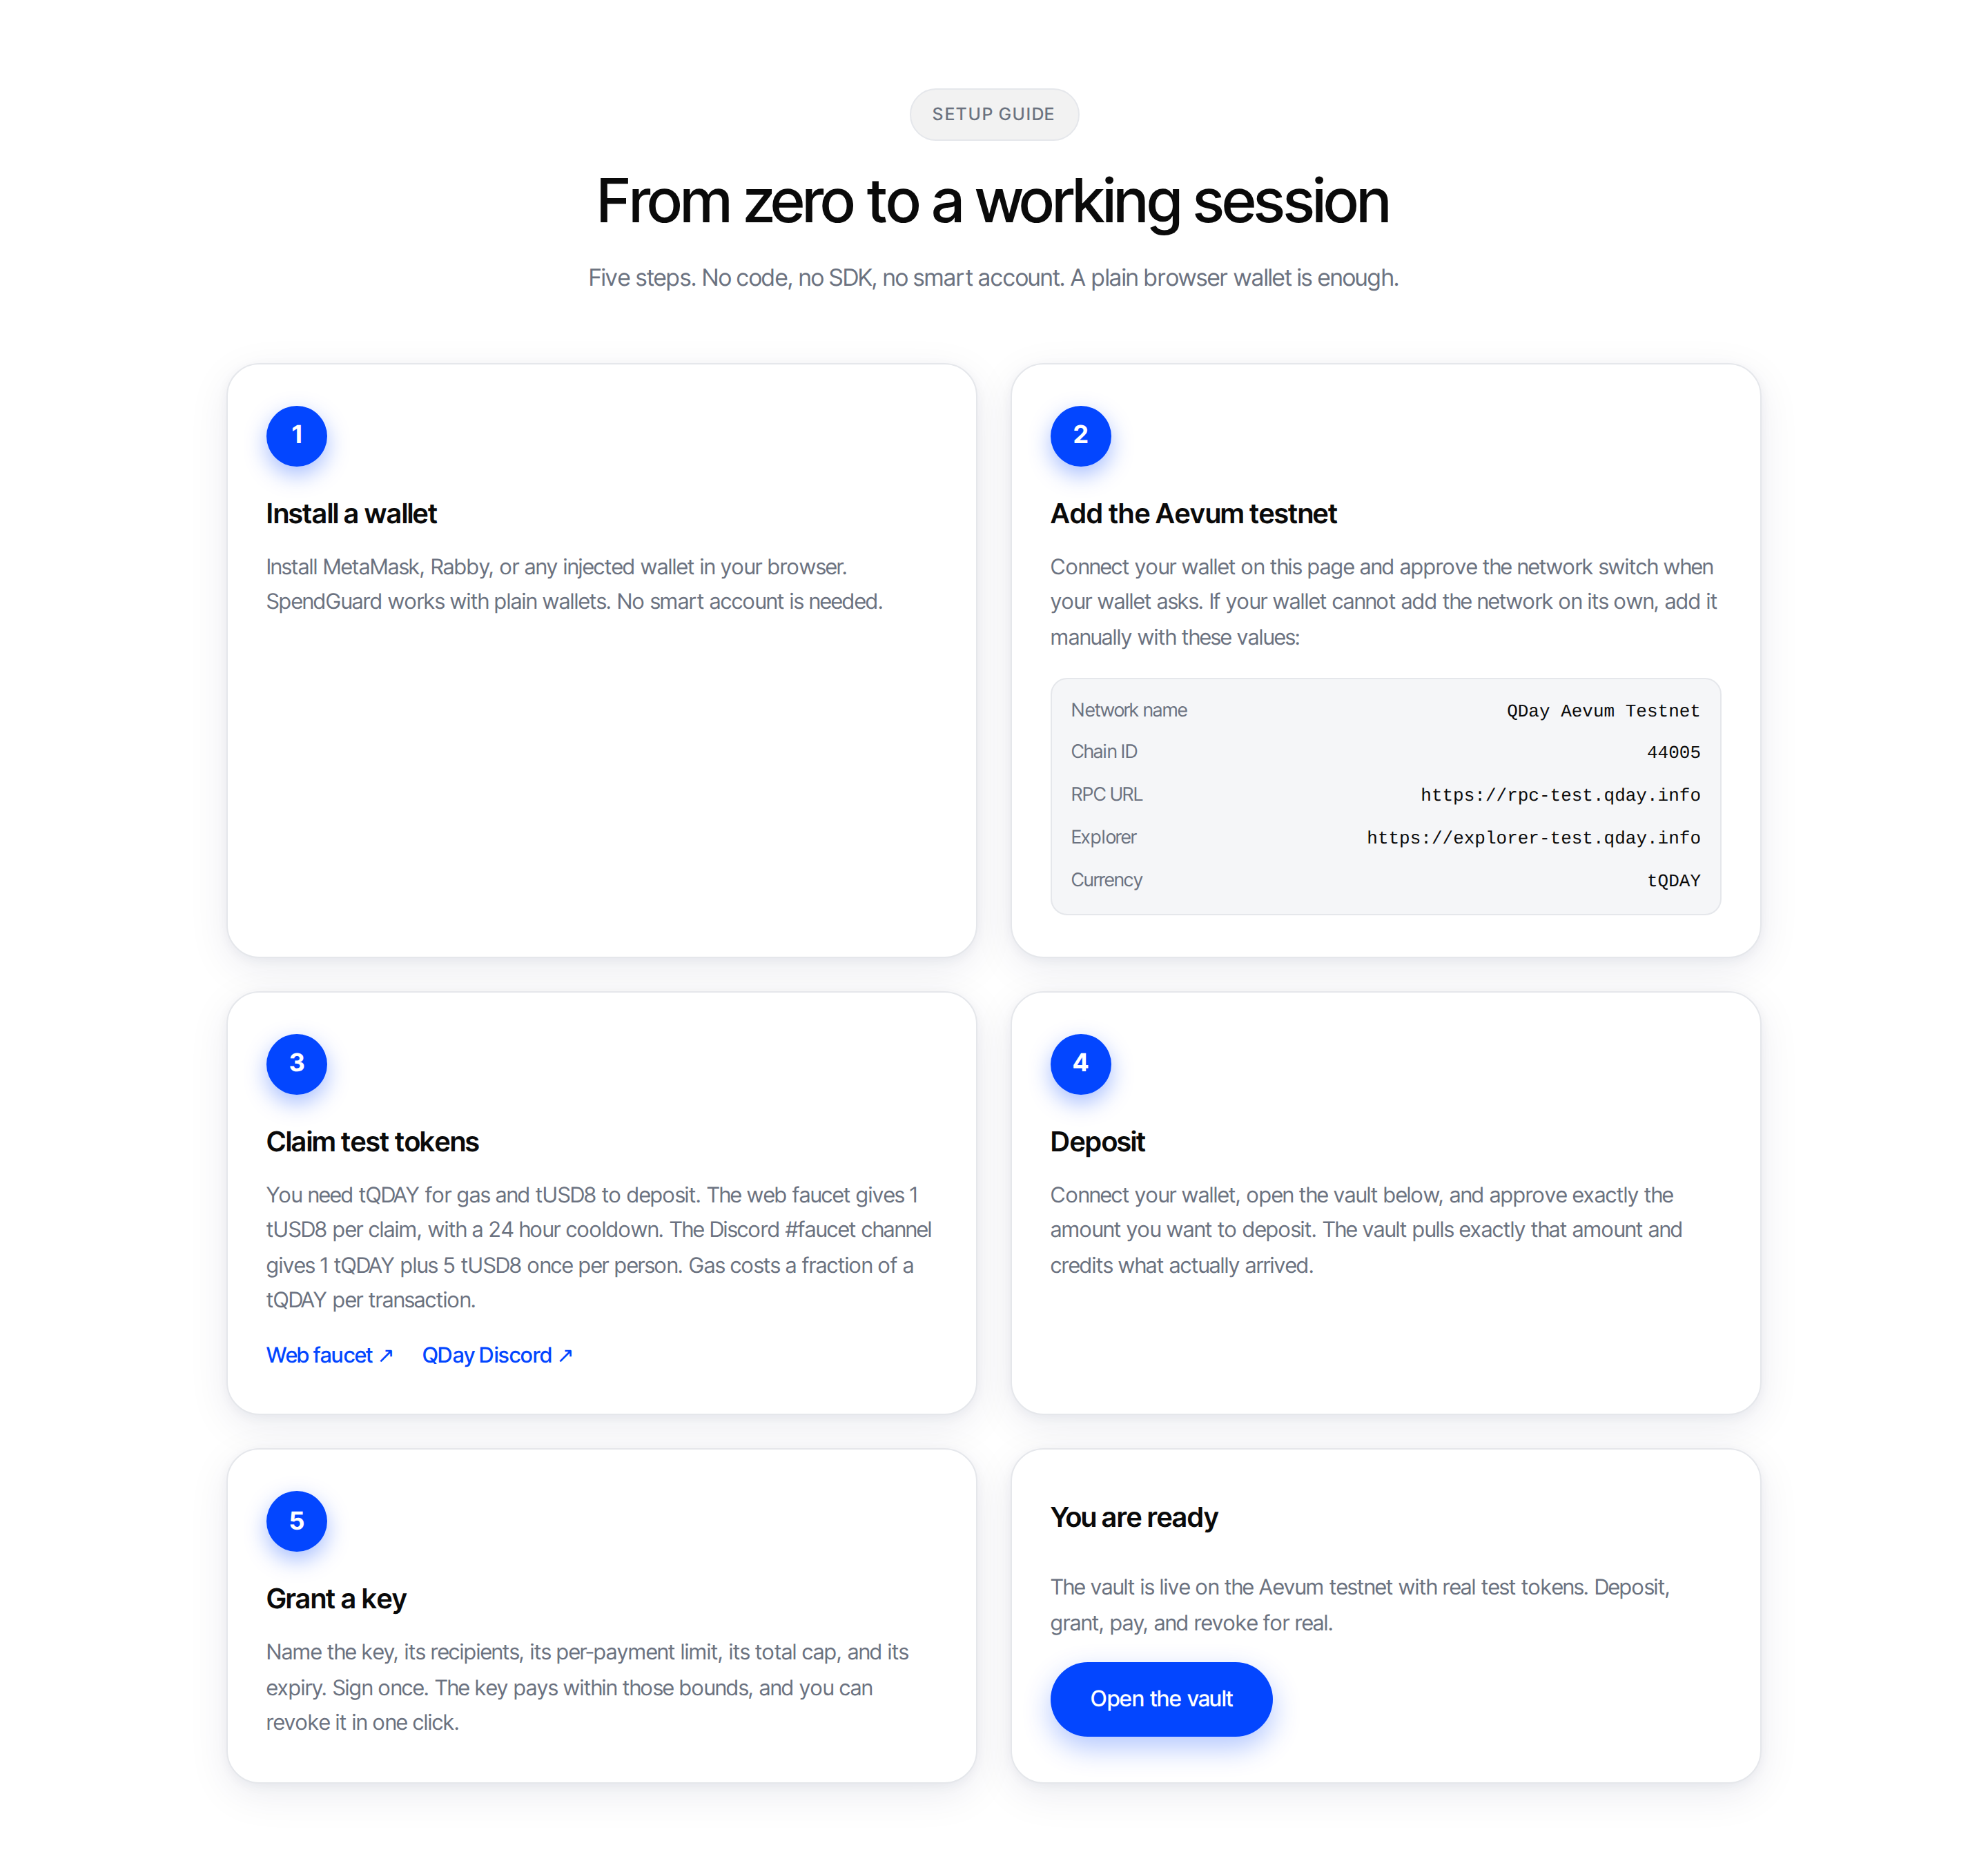 SETUP GUIDE
From zero to a working session
Five steps. No code, no SDK, no smart account. A plain browser wallet is enough.
1
Install a wallet
Install MetaMask, Rabby, or any injected wallet in your browser.
SpendGuard works with plain wallets. No smart account is needed.
2
Add the Aevum testnet
Connect your wallet on this page and approve the network switch when
your wallet asks. If your wallet cannot add the network on its own, add it
manually with these values:
Network name QDay Aevum Testnet
Chain ID 44005
RPC URL https://rpc-test.qday.info
Explorer https://explorer-test.qday.info
Currency tQDAY
3
Claim test tokens
You need tQDAY for gas and tUSD8 to deposit. The web faucet gives 1
tUSD8 per claim, with a 24 hour cooldown. The Discord #faucet channel
gives 1 tQDAY plus 5 tUSD8 once per person. Gas costs a fraction of a
tQDAY per transaction.
Web faucet ↗ QDay Discord ↗
4
Deposit
Connect your wallet, open the vault below, and approve exactly the
amount you want to deposit. The vault pulls exactly that amount and
credits what actually arrived.
5
Grant a key
Name the key, its recipients, its per-payment limit, its total cap, and its
expiry. Sign once. The key pays within those bounds, and you can
revoke it in one click.
You are ready
The vault is live on the Aevum testnet with real test tokens. Deposit,
grant, pay, and revoke for real.
Open the vault